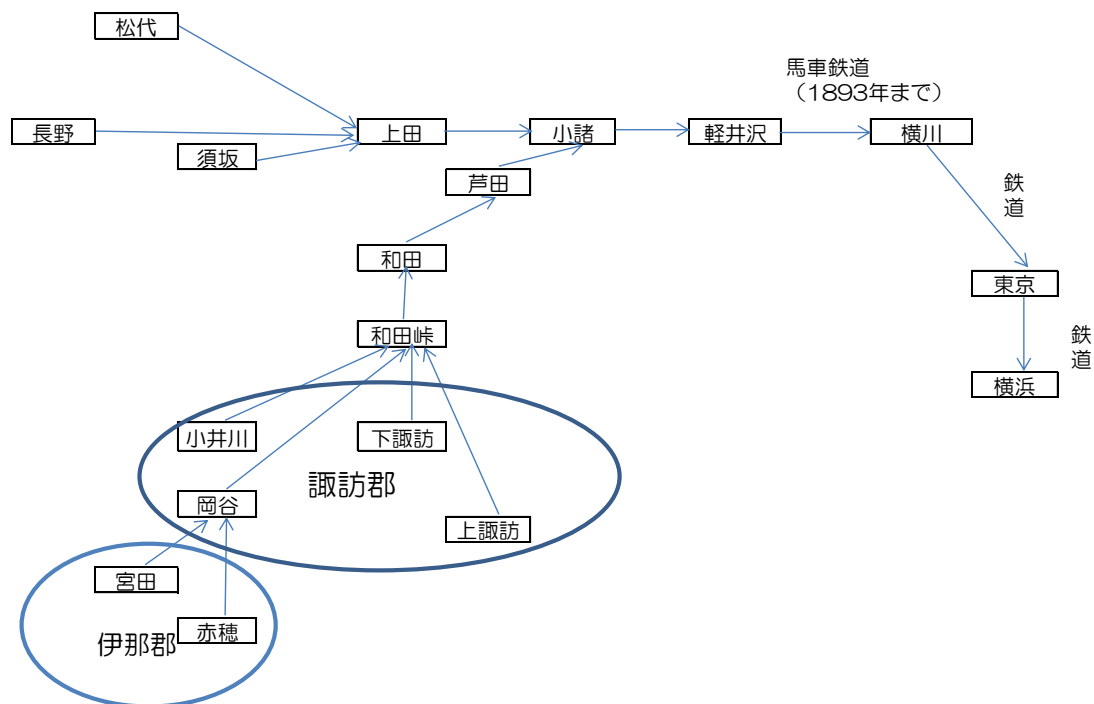 松代
馬車鉄道
（1893年まで）
長野
上田
小諸
軽井沢
横川
須坂
芦田
鉄
道
和田
東京
和田峠
鉄
道
横浜
小井川
下諏訪
諏訪郡
岡谷
上諏訪
宮田
赤穂
伊那郡